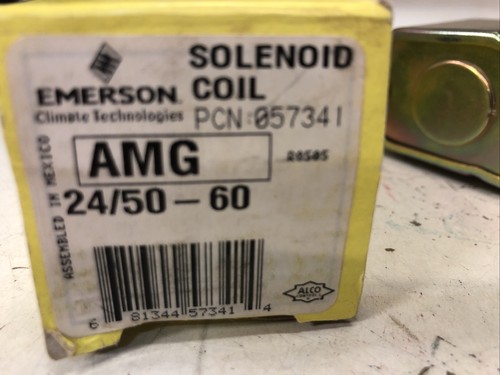 SOLENOID
COIL
EMERSON
Climate Technologies
PCN:057341
AMG
20505
24/50 – 60
ASSEMBLED IN MEXICO
6 81344 57341 4
ALCO